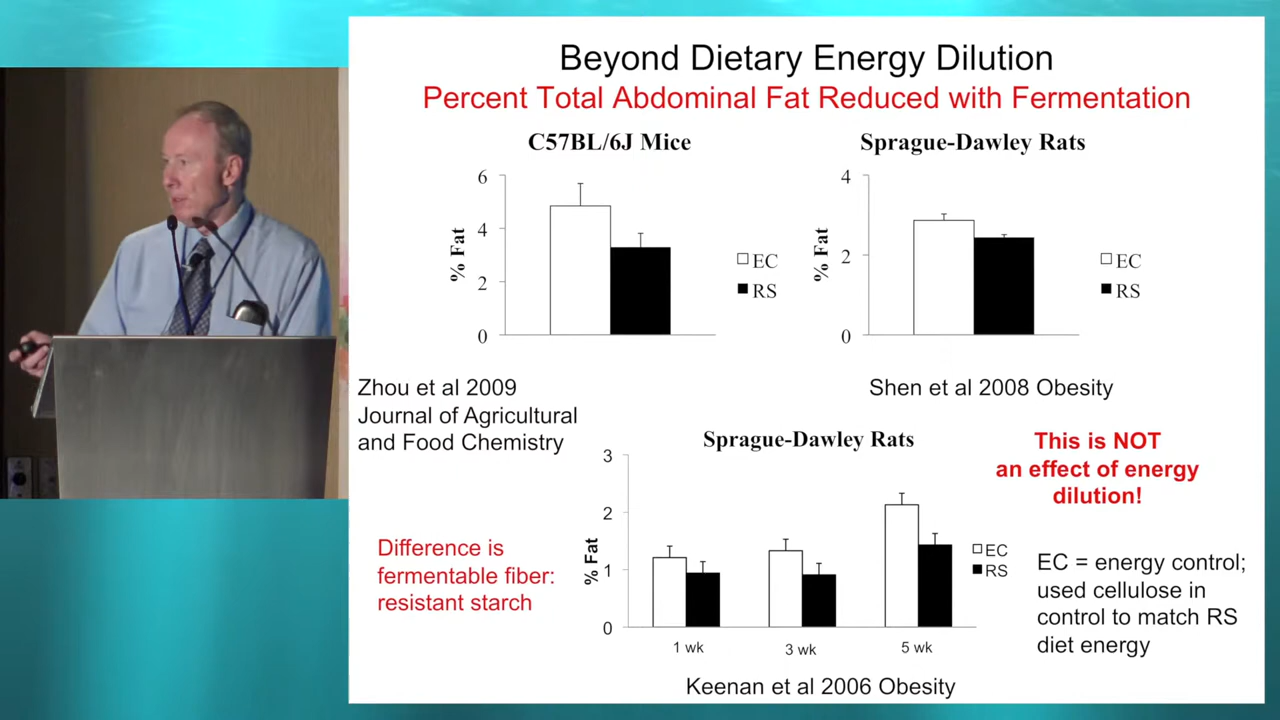 Beyond Dietary Energy Dilution
Percent Total Abdominal Fat Reduced with Fermentation
C57BL/6J Mice
6
4
2
0
% Fat
EC
RS
Sprague-Dawley Rats
4
2
0
% Fat
EC
RS
Zhou et al 2009
Journal of Agricultural
and Food Chemistry
Shen et al 2008 Obesity
Sprague-Dawley Rats
3
2
1
0
% Fat
1 wk
3 wk
5 wk
EC
RS
This is NOT
an effect of energy
dilution!
Difference is
fermentable fiber:
resistant starch
EC = energy control;
used cellulose in
control to match RS
diet energy
Keenan et al 2006 Obesity